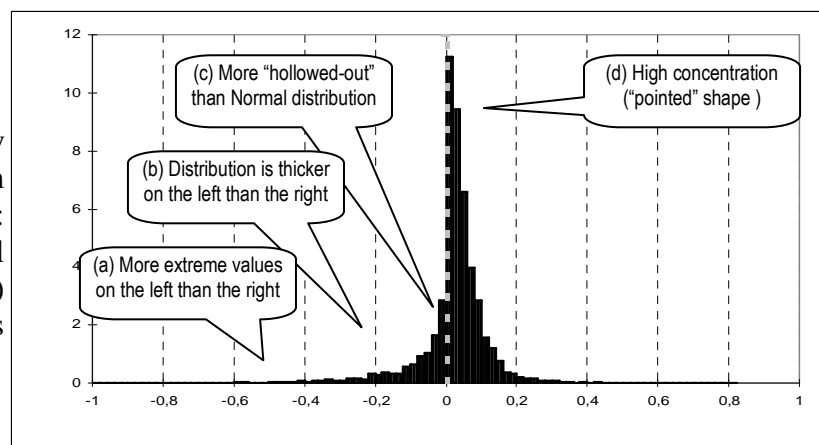 12
(c) More “hollowed-out”
than Normal distribution
(d) High concentration
(“pointed” shape )
10
8
(b) Distribution is thicker
on the left than the right
6
4
(a) More extreme values
on the left than the right
2
0
-1 -0,8 -0,6 -0,4 -0,2 0 0,2 0,4 0,6 0,8 1